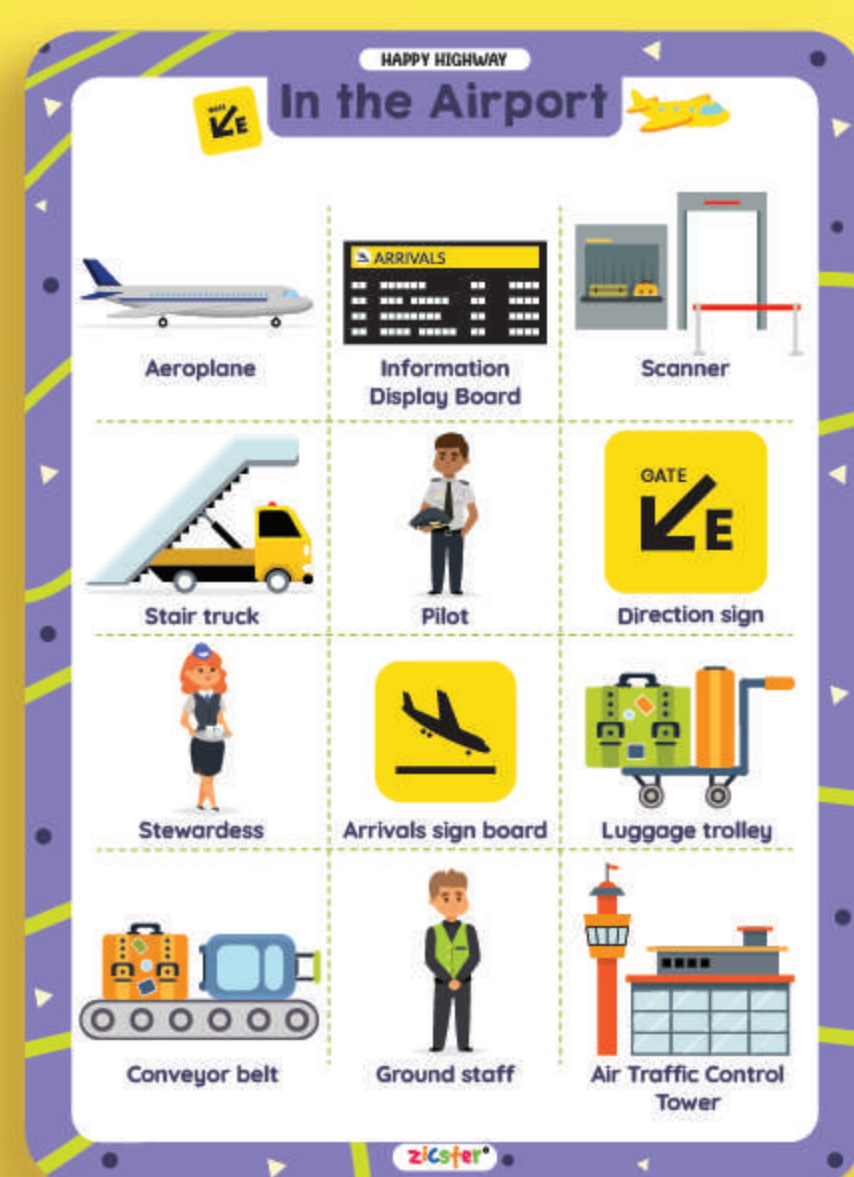 HAPPY HIGHWAY
In the Airport
GATE
E
ARRIVALS
Aeroplane
Information
Display Board
Scanner
GATE
E
Stair truck
Pilot
Direction sign
Stewardess
Arrivals sign board
Luggage trolley
Conveyor belt
Ground staff
Air Traffic Control
Tower
zicster